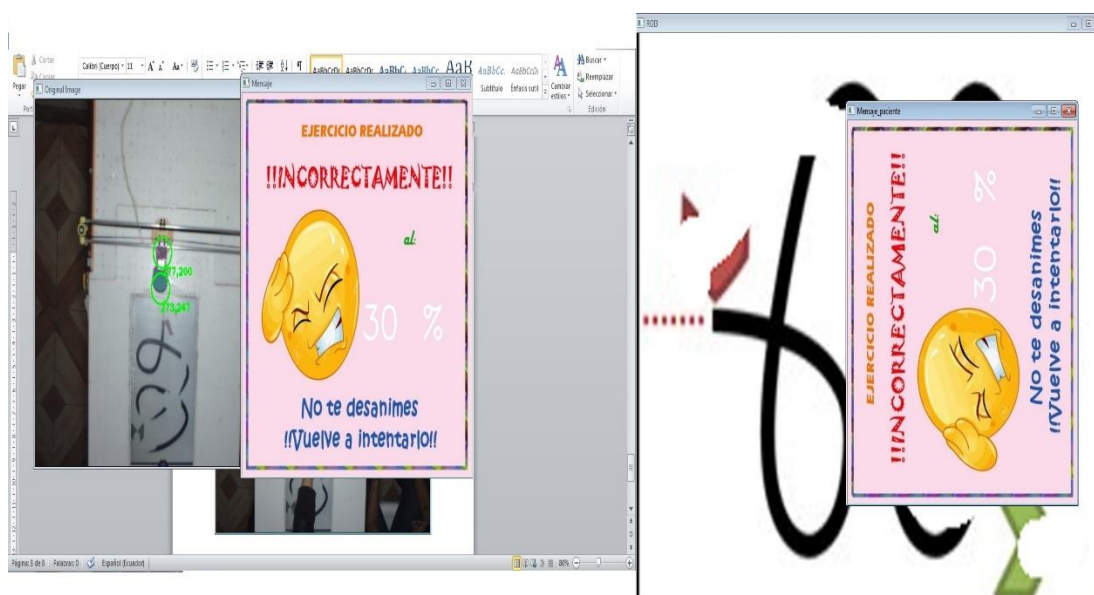 Cortar
Copiar
Pegar
Calibri (Cuerpo)
11
AaBbCcDc
AaBbCcDc
AaBbC
AaBbCc
AaB
AaBbCc.
AaBbCcDi
Subtítulo
Énfasis sutil
Cambiar
estilos
Buscar
Reemplazar
Seleccionar
Edición
Original Image
277,200
273,247
Mensaje
EJERCICIO REALIZADO
!!INCORRECTAMENTE!!
al:
30 %
No te desanimes
!!Vuelve a intentarlo!!
Página: 8 de 8
Palabras: 0
Español (Ecuador)
86%
ROI3
Mensaje_paciente
EJERCICIO REALIZADO
!!INCORRECTAMENTE!!
al:
30 %
No te desanimes
!!Vuelve a intentarlo!!